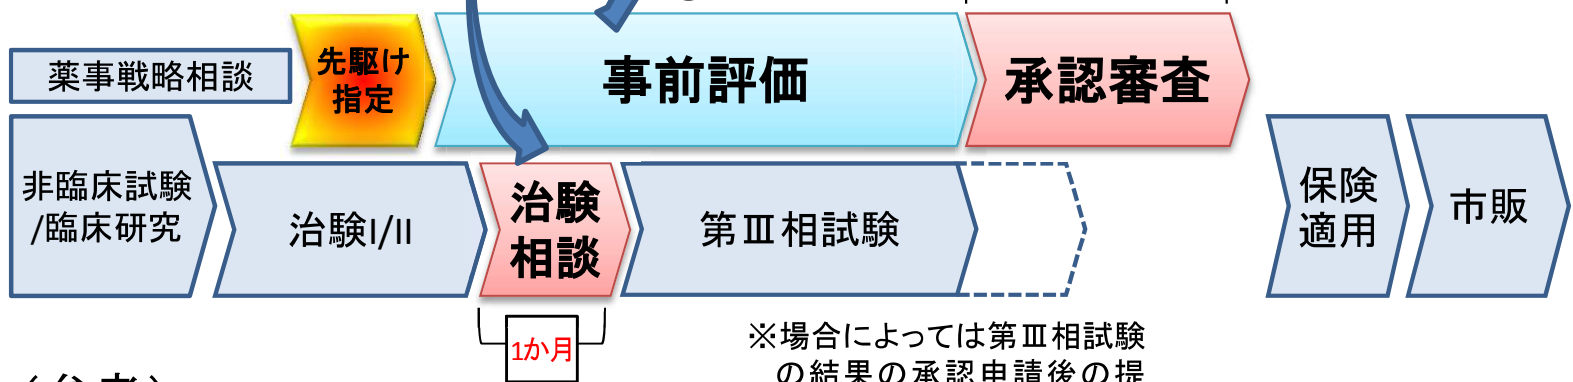 薬事戦略相談
先駆け
指定
事前評価
承認審査
非臨床試験
/臨床研究
治験I/II
治験
相談
第Ⅲ相試験
保険
適用
市販
1か月
※場合によっては第Ⅲ相試験
の結果の承認申請後の提